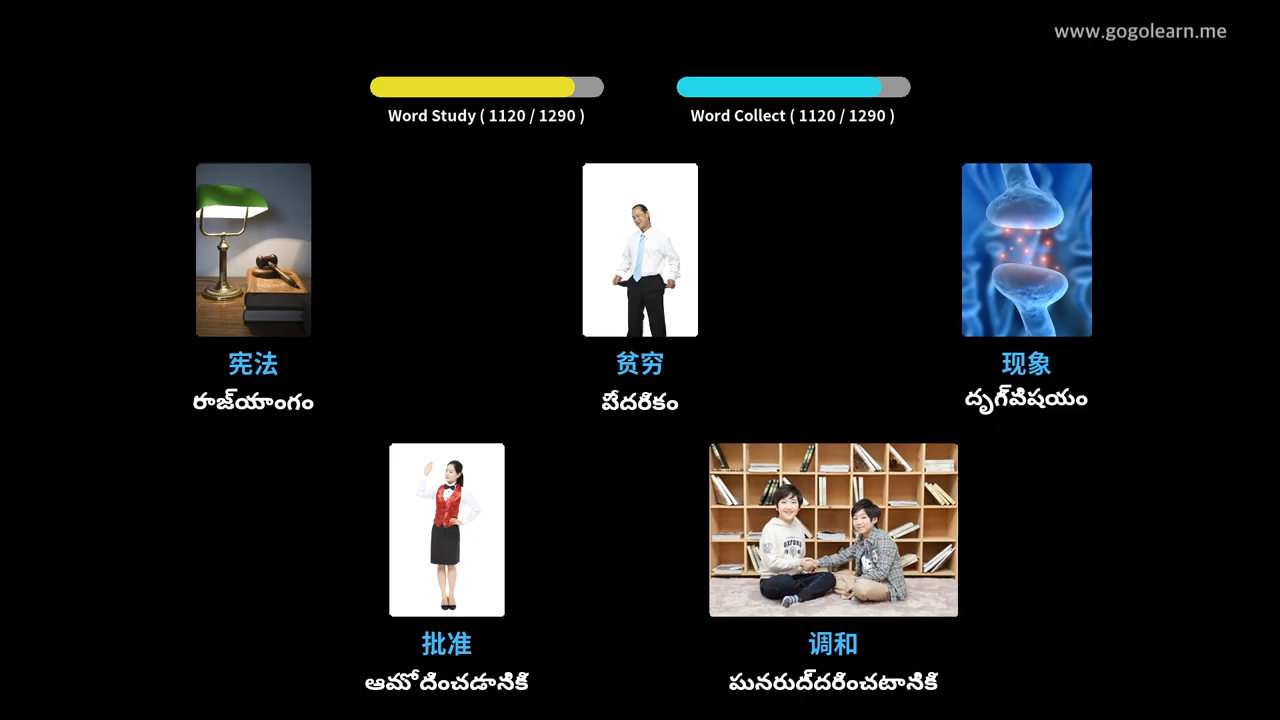 www.gogolearn.me
Word Study ( 1120 / 1290 )
Word Collect ( 1120 / 1290 )
宪法
రాజ్యాంగం
贫穷
పేదరికం
现象
దృగ్విషయం
批准
ఆమోదించడానికి
调和
పునరుద్దరించటానికి